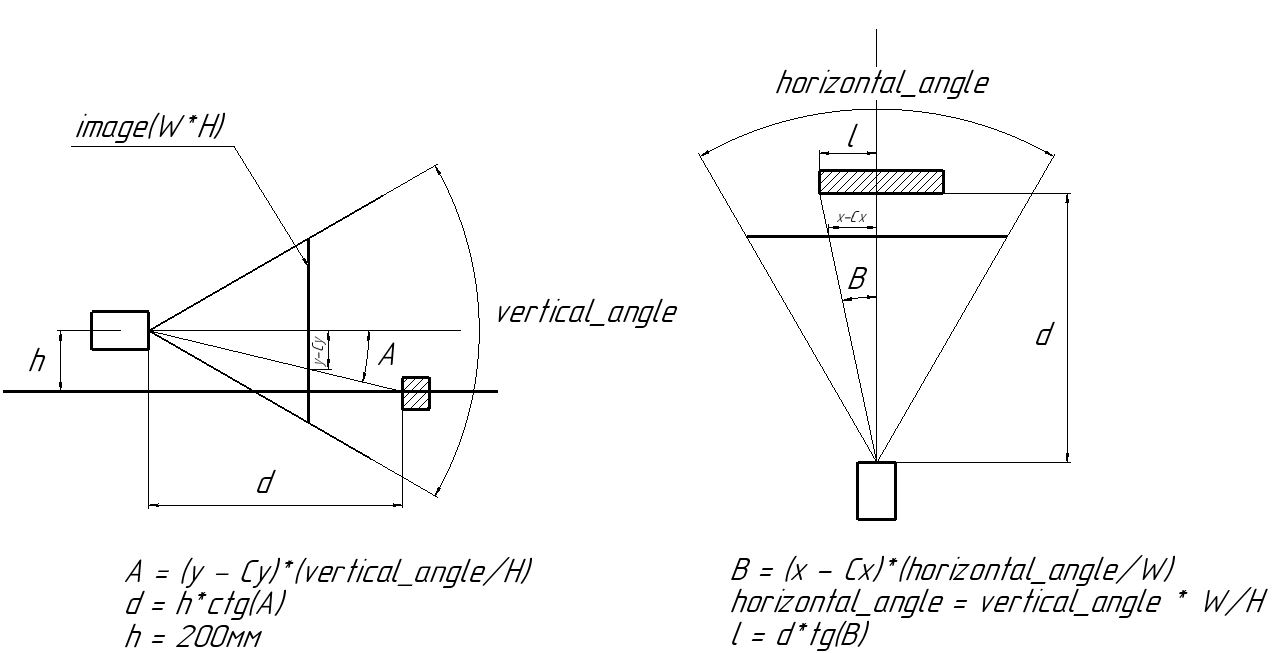 image(W*H)
h
y-Cy
A
vertical_angle
d
A = (y - Cy)*(vertical_angle/H)
d = h*ctg(A)
h = 200мм
horizontal_angle
l
x-Cx
B
d
B = (x - Cx)*(horizontal_angle/W)
horizontal_angle = vertical_angle * W/H
l = d*tg(B)